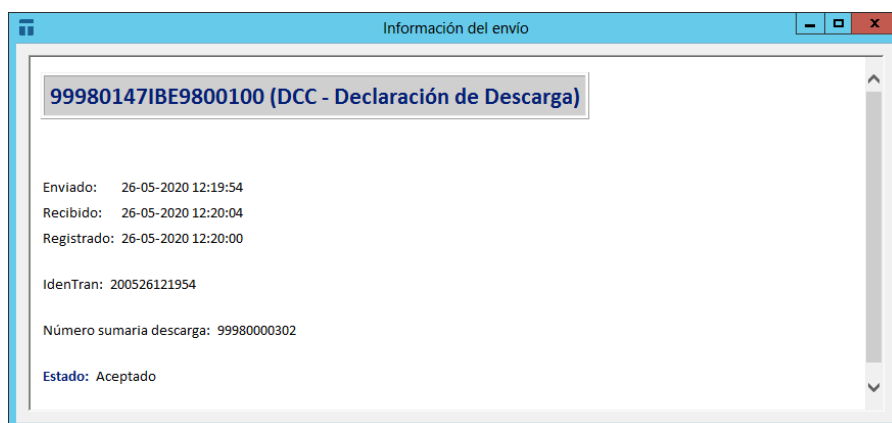 Información del envío
99980147IBE9800100 (DCC - Declaración de Descarga)
Enviado: 26-05-2020 12:19:54
Recibido: 26-05-2020 12:20:04
Registrado: 26-05-2020 12:20:00
IdenTran: 200526121954
Número sumaria descarga: 99980000302
Estado: Aceptado